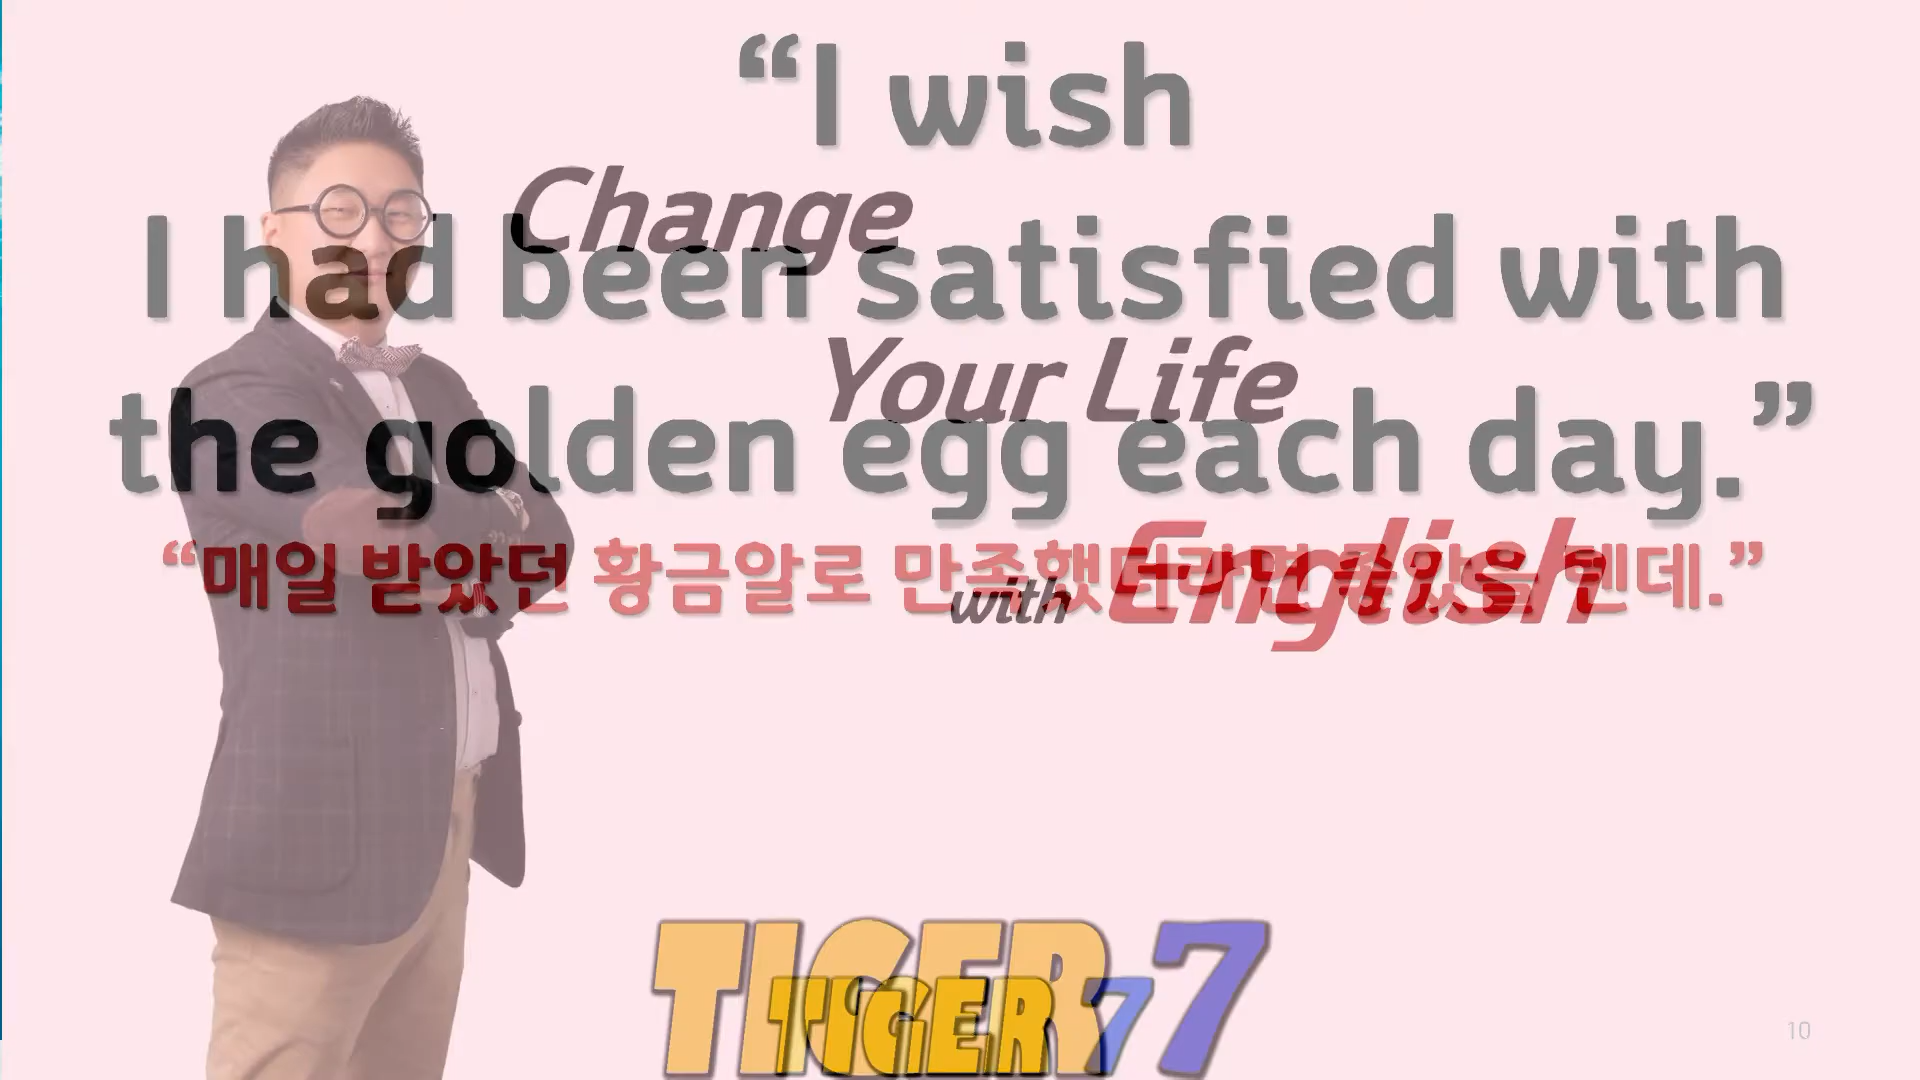 “I wish
Change
I had been satisfied with
Your Life
the golden egg each day.”
“매일 받았던 황금알로 만족했더라면 좋았을 텐데.”
with English
TIGER 7
TIGER 7
10